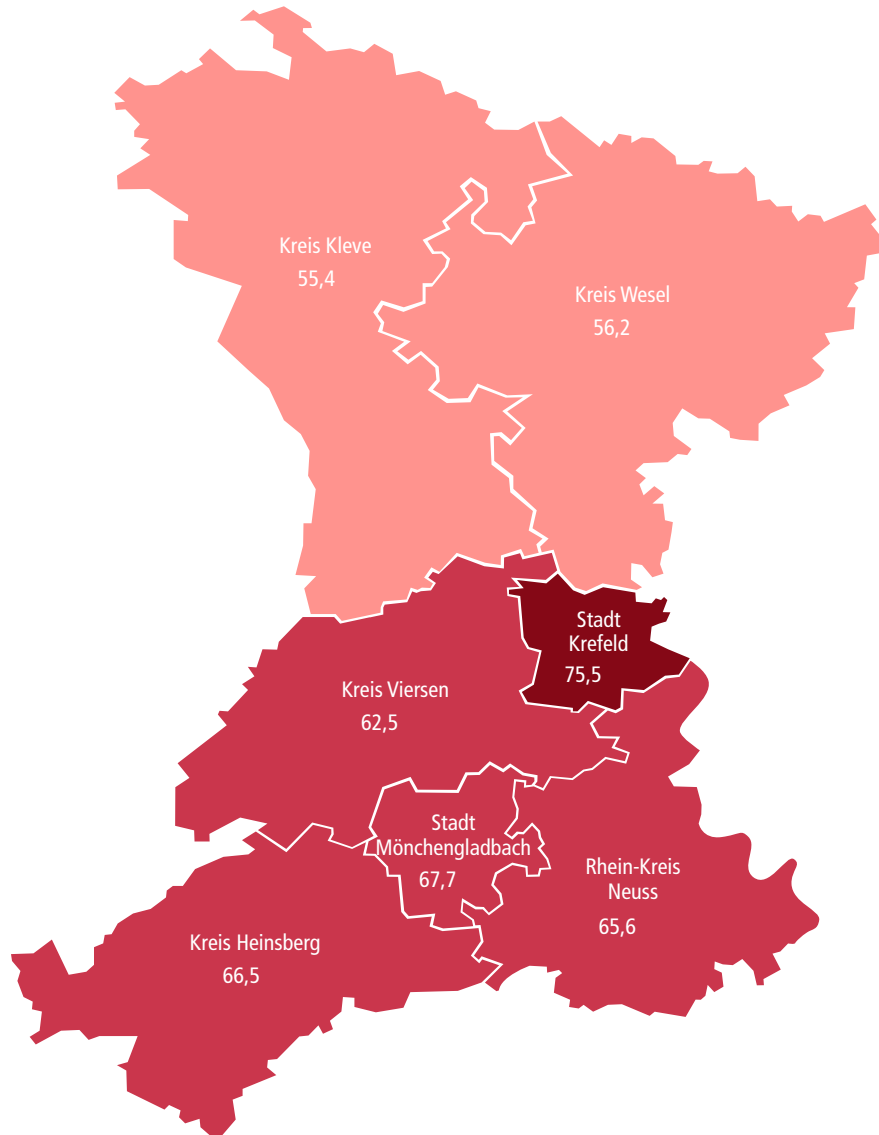 Kreis Kleve
55,4
Kreis Wesel
56,2
Stadt
Krefeld
75,5
Kreis Viersen
62,5
Stadt
Mönchengladbach
67,7
Rhein-Kreis
Neuss
65,6
Kreis Heinsberg
66,5